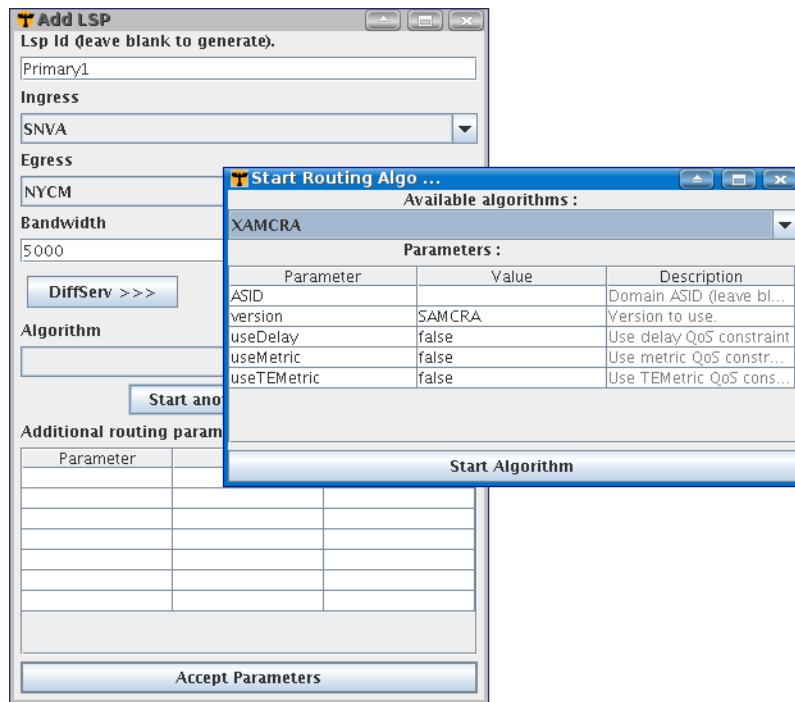 Add LSP
Lsp Id (leave blank to generate).
Primary1
Ingress
SNVA
Egress
NYCM
Bandwidth
5000
DiffServ >>>
Algorithm
Start ano
Additional routing param
Parameter
Accept Parameters
Start Routing Algo ...
Available algorithms :
XAMCRA
Parameters :
Parameter Value Description
ASID Domain ASID (leave bl...
version SAMCRA Version to use.
useDelay false Use delay QoS constraint
useMetric false Use metric QoS constr...
useTEMetric false Use TEMetric QoS cons...
Start Algorithm